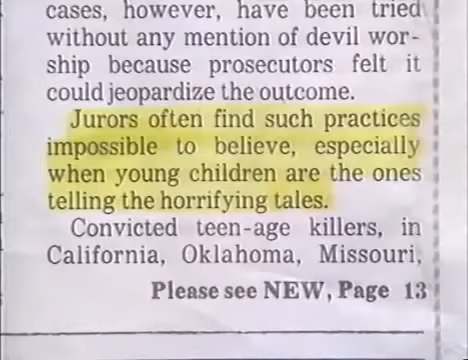 cases, however, have been tried
without any mention of devil wor-
ship because prosecutors felt it
could jeopardize the outcome.
Jurors often find such practices
impossible to believe, especially
when young children are the ones
telling the horrifying tales.
Convicted teen-age killers, in
California, Oklahoma, Missouri,
Please see NEW, Page 13